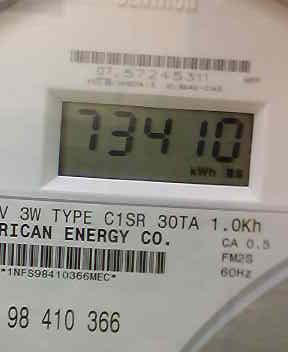 73410
kWh
V 3W TYPE C1SR 30TA 1.0Kh
RICAN ENERGY CO.
CA 0.5
FM2S
60Hz
*1NFS98410366MEC*
98 410 366